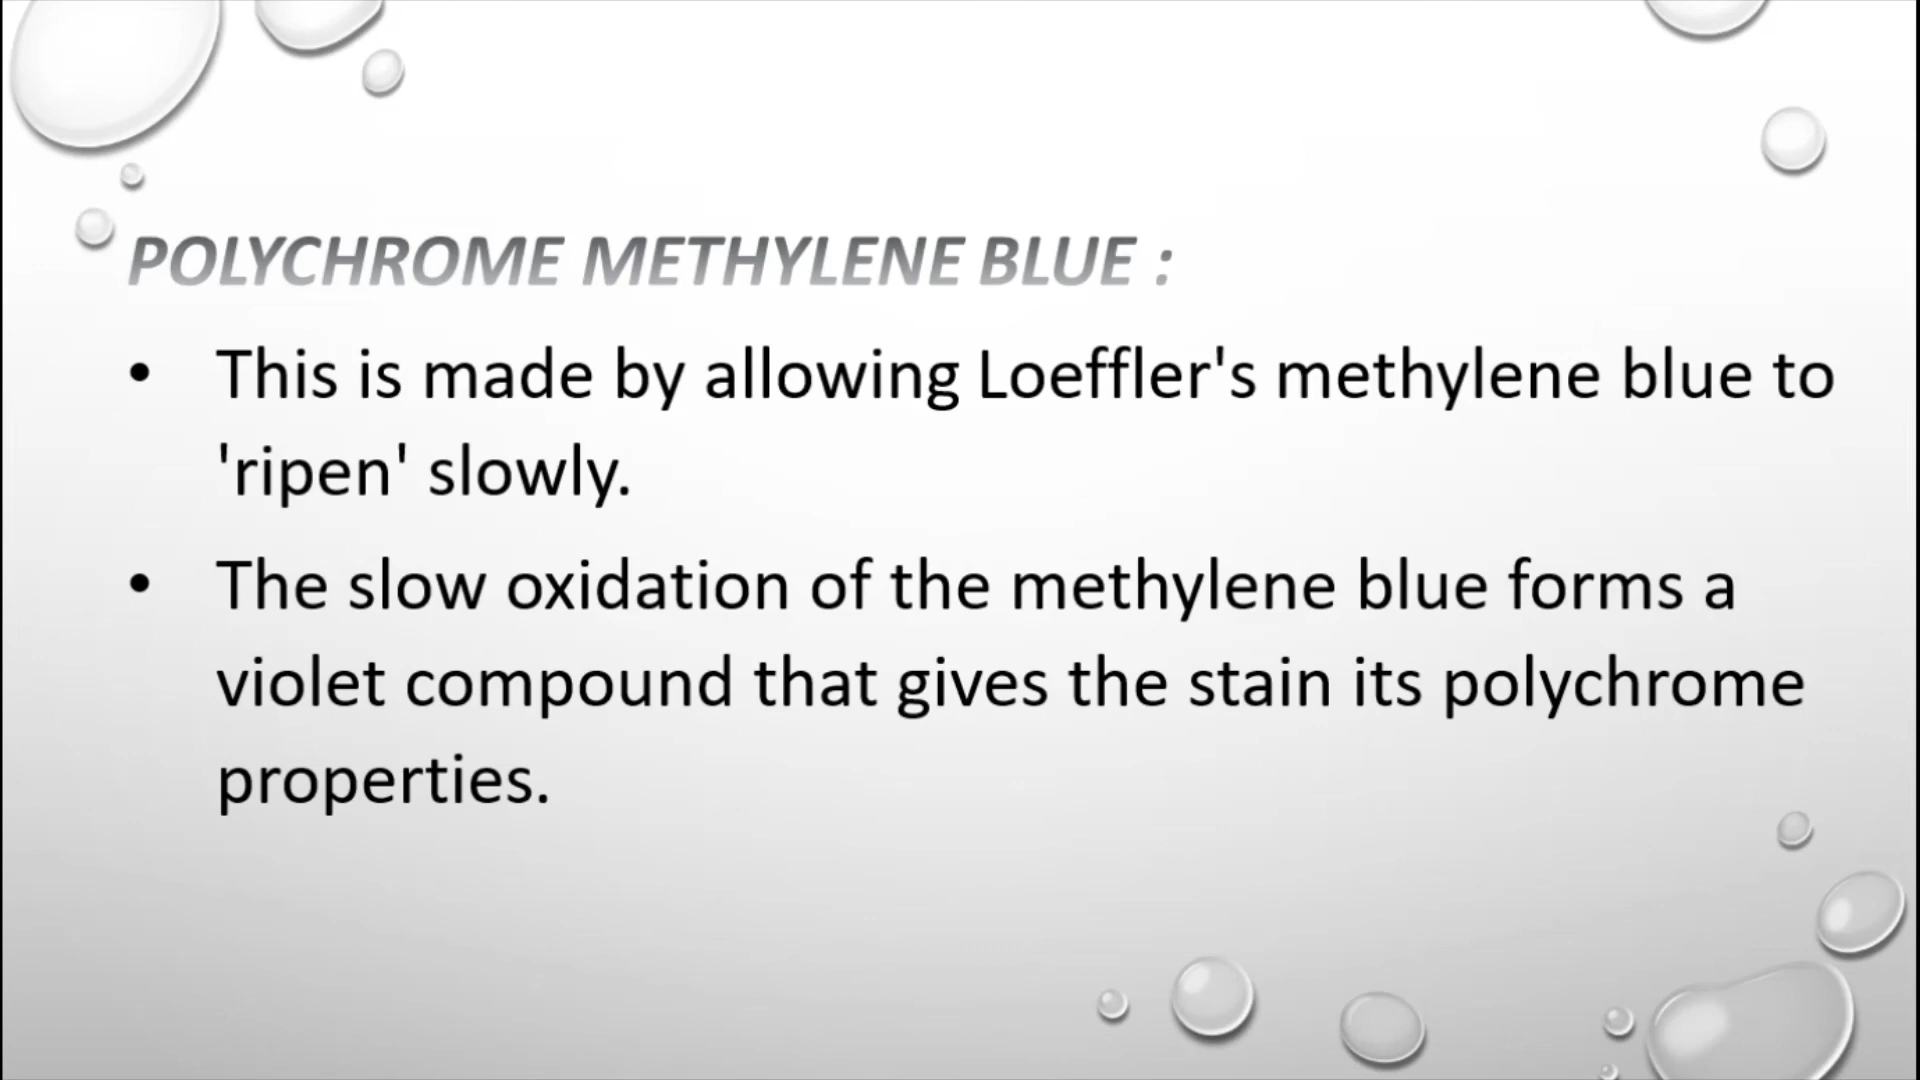 POLYCHROME METHYLENE BLUE :
• This is made by allowing Loeffler's methylene blue to
'ripen' slowly.
• The slow oxidation of the methylene blue forms a
violet compound that gives the stain its polychrome
properties.